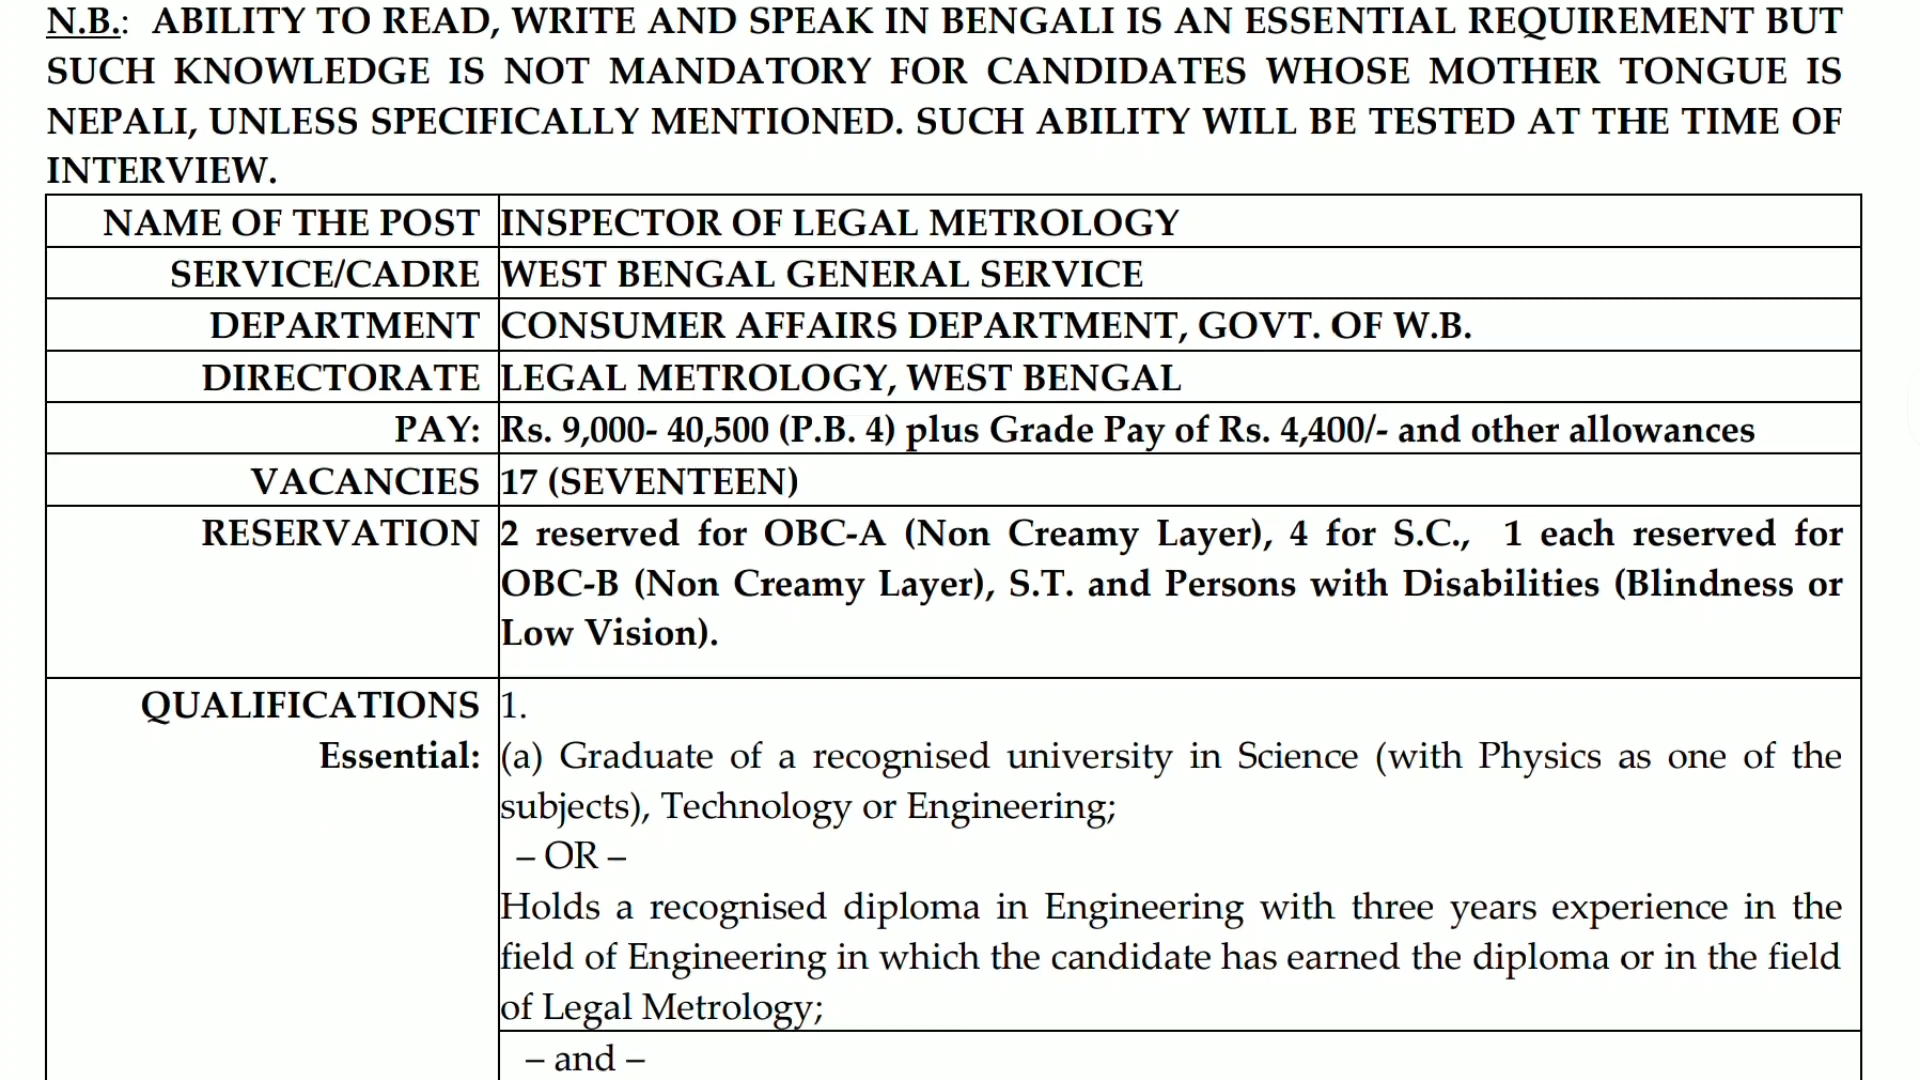 N.B.: ABILITY TO READ, WRITE AND SPEAK IN BENGALI IS AN ESSENTIAL REQUIREMENT BUT
SUCH KNOWLEDGE IS NOT MANDATORY FOR CANDIDATES WHOSE MOTHER TONGUE IS
NEPALI, UNLESS SPECIFICALLY MENTIONED. SUCH ABILITY WILL BE TESTED AT THE TIME OF
INTERVIEW.
NAME OF THE POST INSPECTOR OF LEGAL METROLOGY
SERVICE/CADRE WEST BENGAL GENERAL SERVICE
DEPARTMENT CONSUMER AFFAIRS DEPARTMENT, GOVT. OF W.B.
DIRECTORATE LEGAL METROLOGY, WEST BENGAL
PAY: Rs. 9,000- 40,500 (P.B. 4) plus Grade Pay of Rs. 4,400/- and other allowances
VACANCIES 17 (SEVENTEEN)
RESERVATION 2 reserved for OBC-A (Non Creamy Layer), 4 for S.C., 1 each reserved for
OBC-B (Non Creamy Layer), S.T. and Persons with Disabilities (Blindness or
Low Vision).
QUALIFICATIONS 1.
Essential: (a) Graduate of a recognised university in Science (with Physics as one of the
subjects), Technology or Engineering;
– OR –
Holds a recognised diploma in Engineering with three years experience in the
field of Engineering in which the candidate has earned the diploma or in the field
of Legal Metrology;
– and –